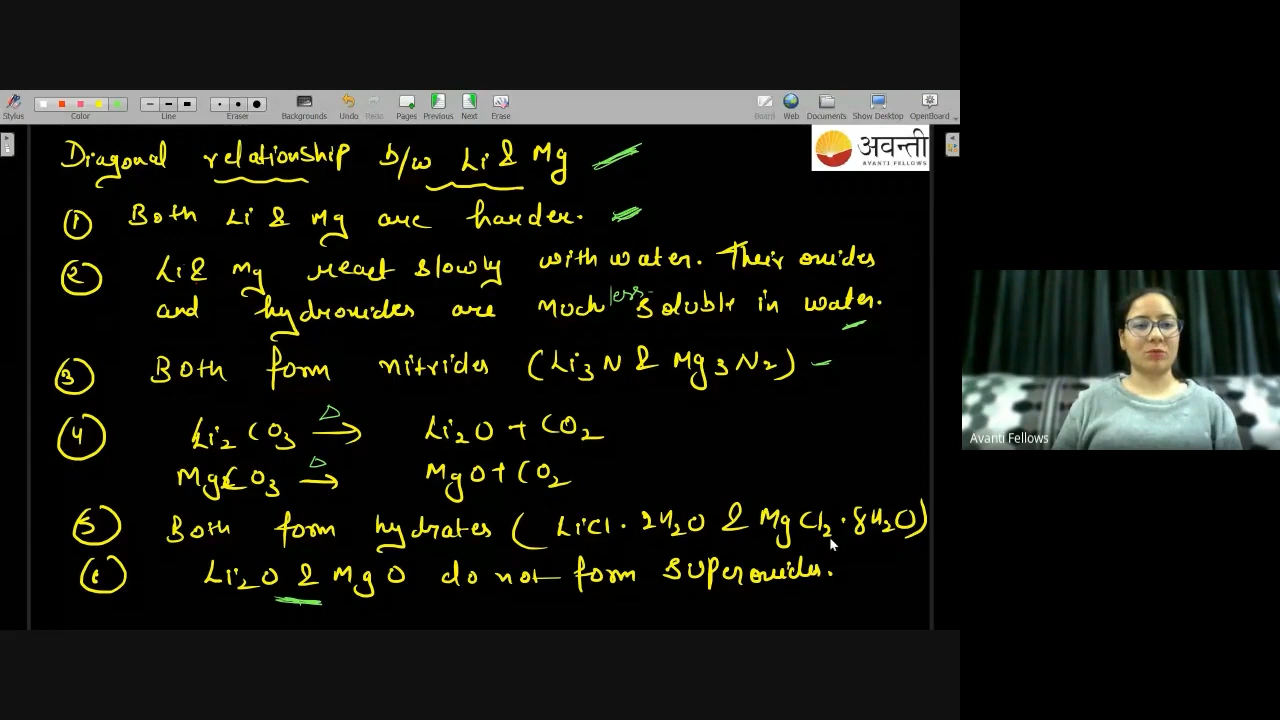 Stylus
Color
Line
Eraser
Backgrounds
Undo
Redo
Pages
Previous
Next
Erase
Board
Web
Documents
Show Desktop
OpenBoard
अवन्ती
AVANTI FELLOWS
Diagonal relationship b/w Li & Mg
① Both Li & Mg are harder.
② Li & Mg react slowly with water. Their oxides
and hydroxides are much less soluble in water.
③ Both form nitrides (Li3N & Mg3N2)
④ Li2CO3 —Δ→ Li2O + CO2
MgCO3 —Δ→ MgO + CO2
⑤ Both form hydrates (LiCl·2H2O & MgCl2·8H2O)
⑥ Li2O & MgO do not form superoxides.
Avanti Fellows